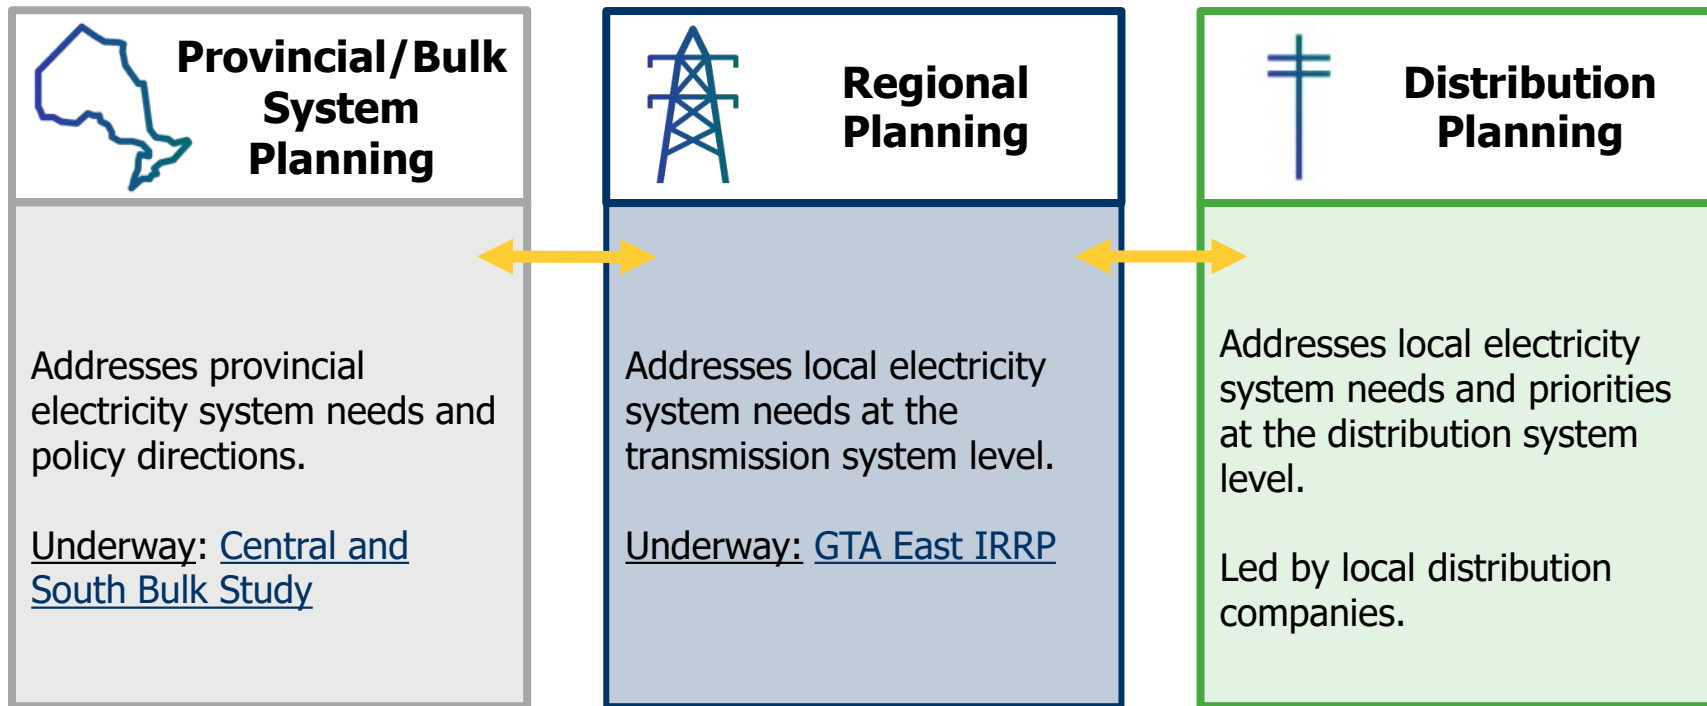 Provincial/Bulk
System
Planning
Addresses provincial
electricity system needs and
policy directions.
Underway: Central and
South Bulk Study
Regional
Planning
Addresses local electricity
system needs at the
transmission system level.
Underway: GTA East IRRP
Distribution
Planning
Addresses local electricity
system needs and priorities
at the distribution system
level.
Led by local distribution
companies.